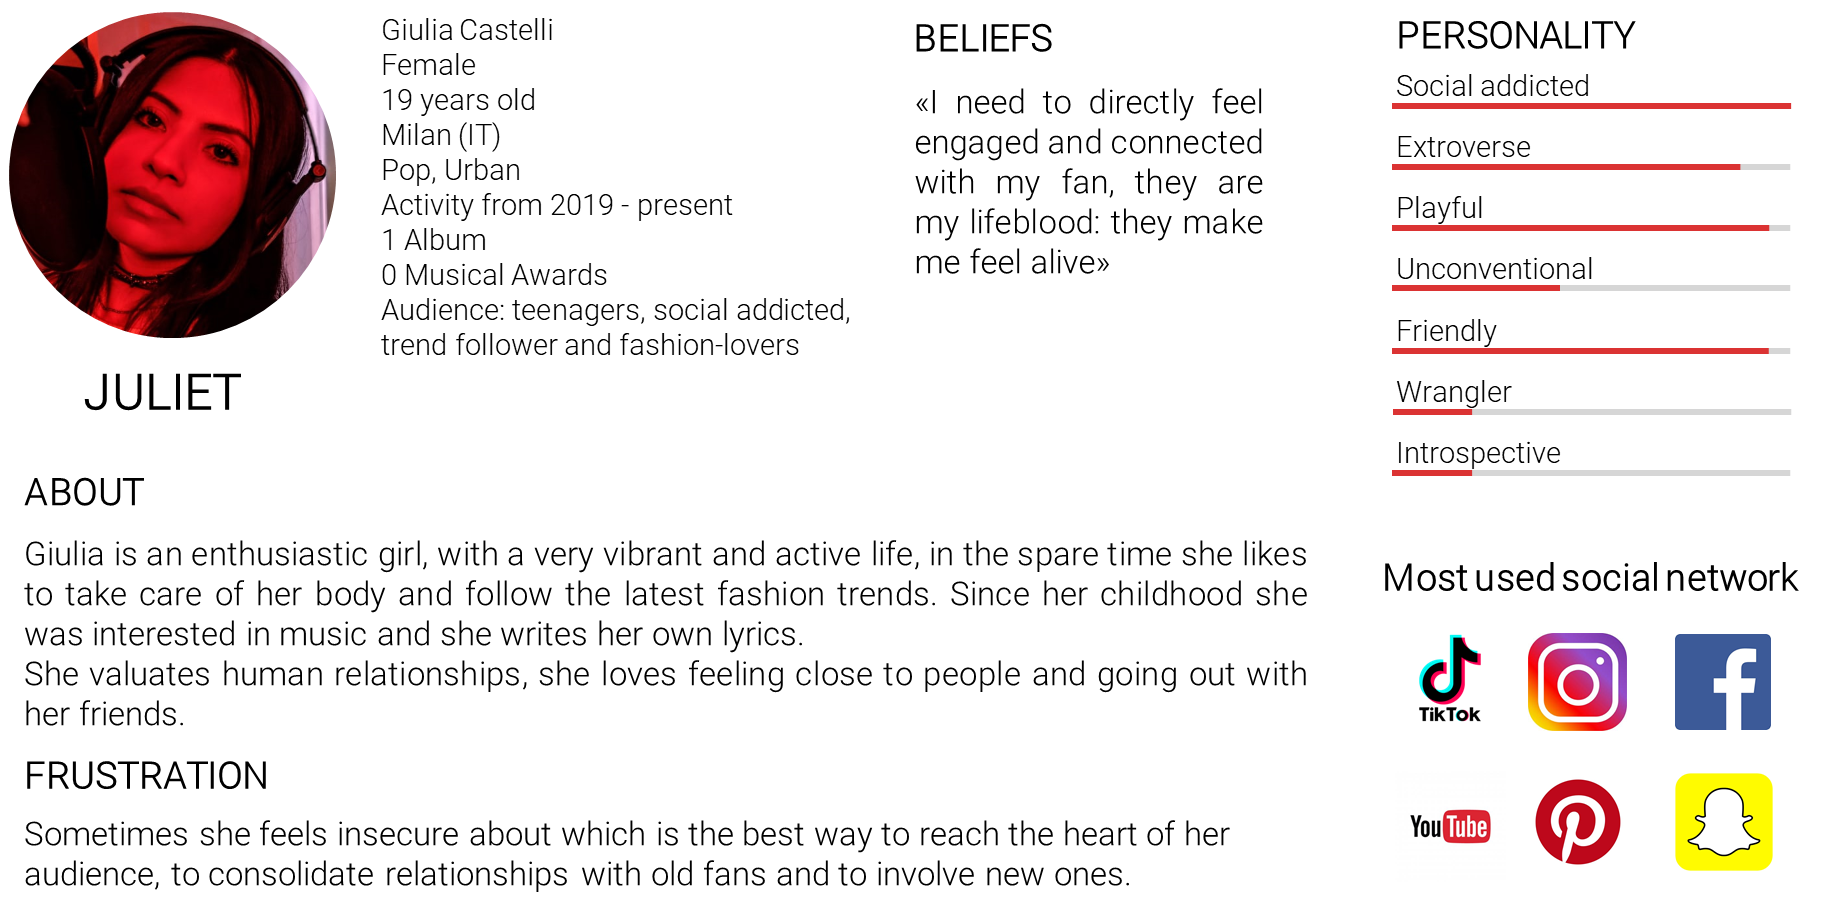 JULIET
Giulia Castelli
Female
19 years old
Milan (IT)
Pop, Urban
Activity from 2019 - present
1 Album
0 Musical Awards
Audience: teenagers, social addicted,
trend follower and fashion-lovers
BELIEFS
«I need to directly feel
engaged and connected
with my fan, they are
my lifeblood: they make
me feel alive»
PERSONALITY
Social addicted
Extroverse
Playful
Unconventional
Friendly
Wrangler
Introspective
ABOUT
Giulia is an enthusiastic girl, with a very vibrant and active life, in the spare time she likes
to take care of her body and follow the latest fashion trends. Since her childhood she
was interested in music and she writes her own lyrics.
She valuates human relationships, she loves feeling close to people and going out with
her friends.
FRUSTRATION
Sometimes she feels insecure about which is the best way to reach the heart of her
audience, to consolidate relationships with old fans and to involve new ones.
Most used social network
TikTok
YouTube